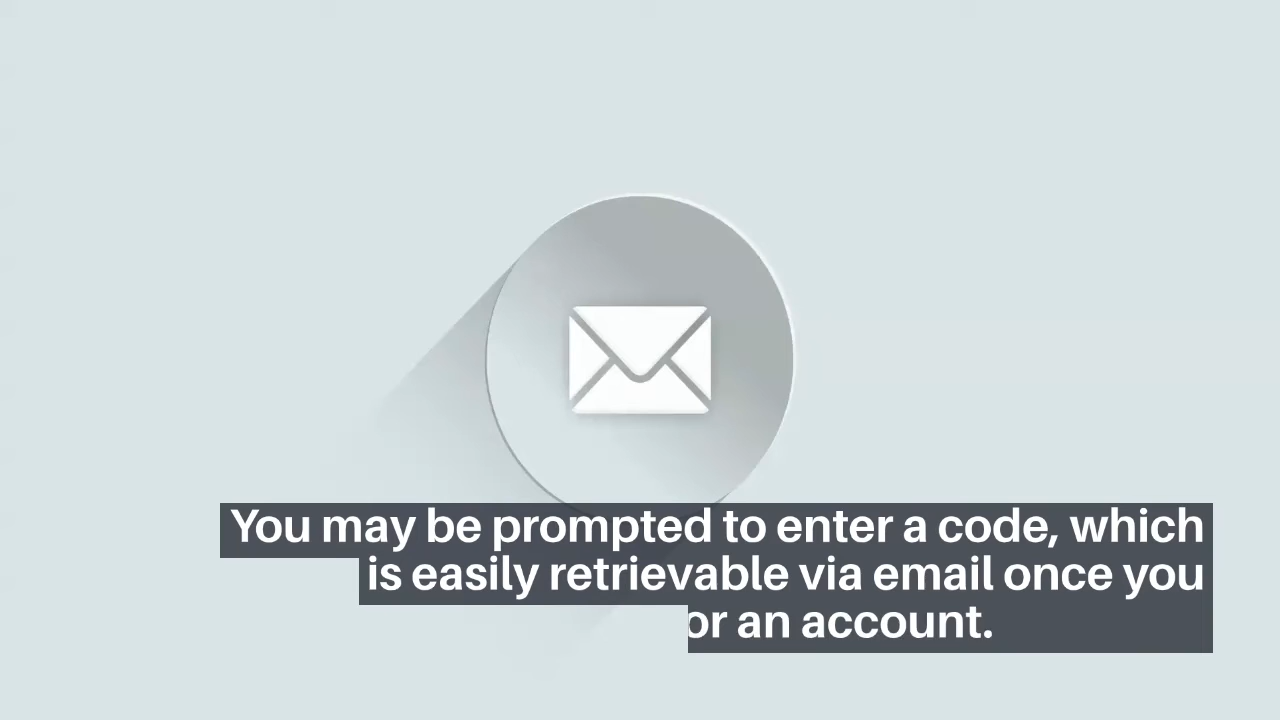 You may be prompted to enter a code, which
is easily retrievable via email once you
or an account.